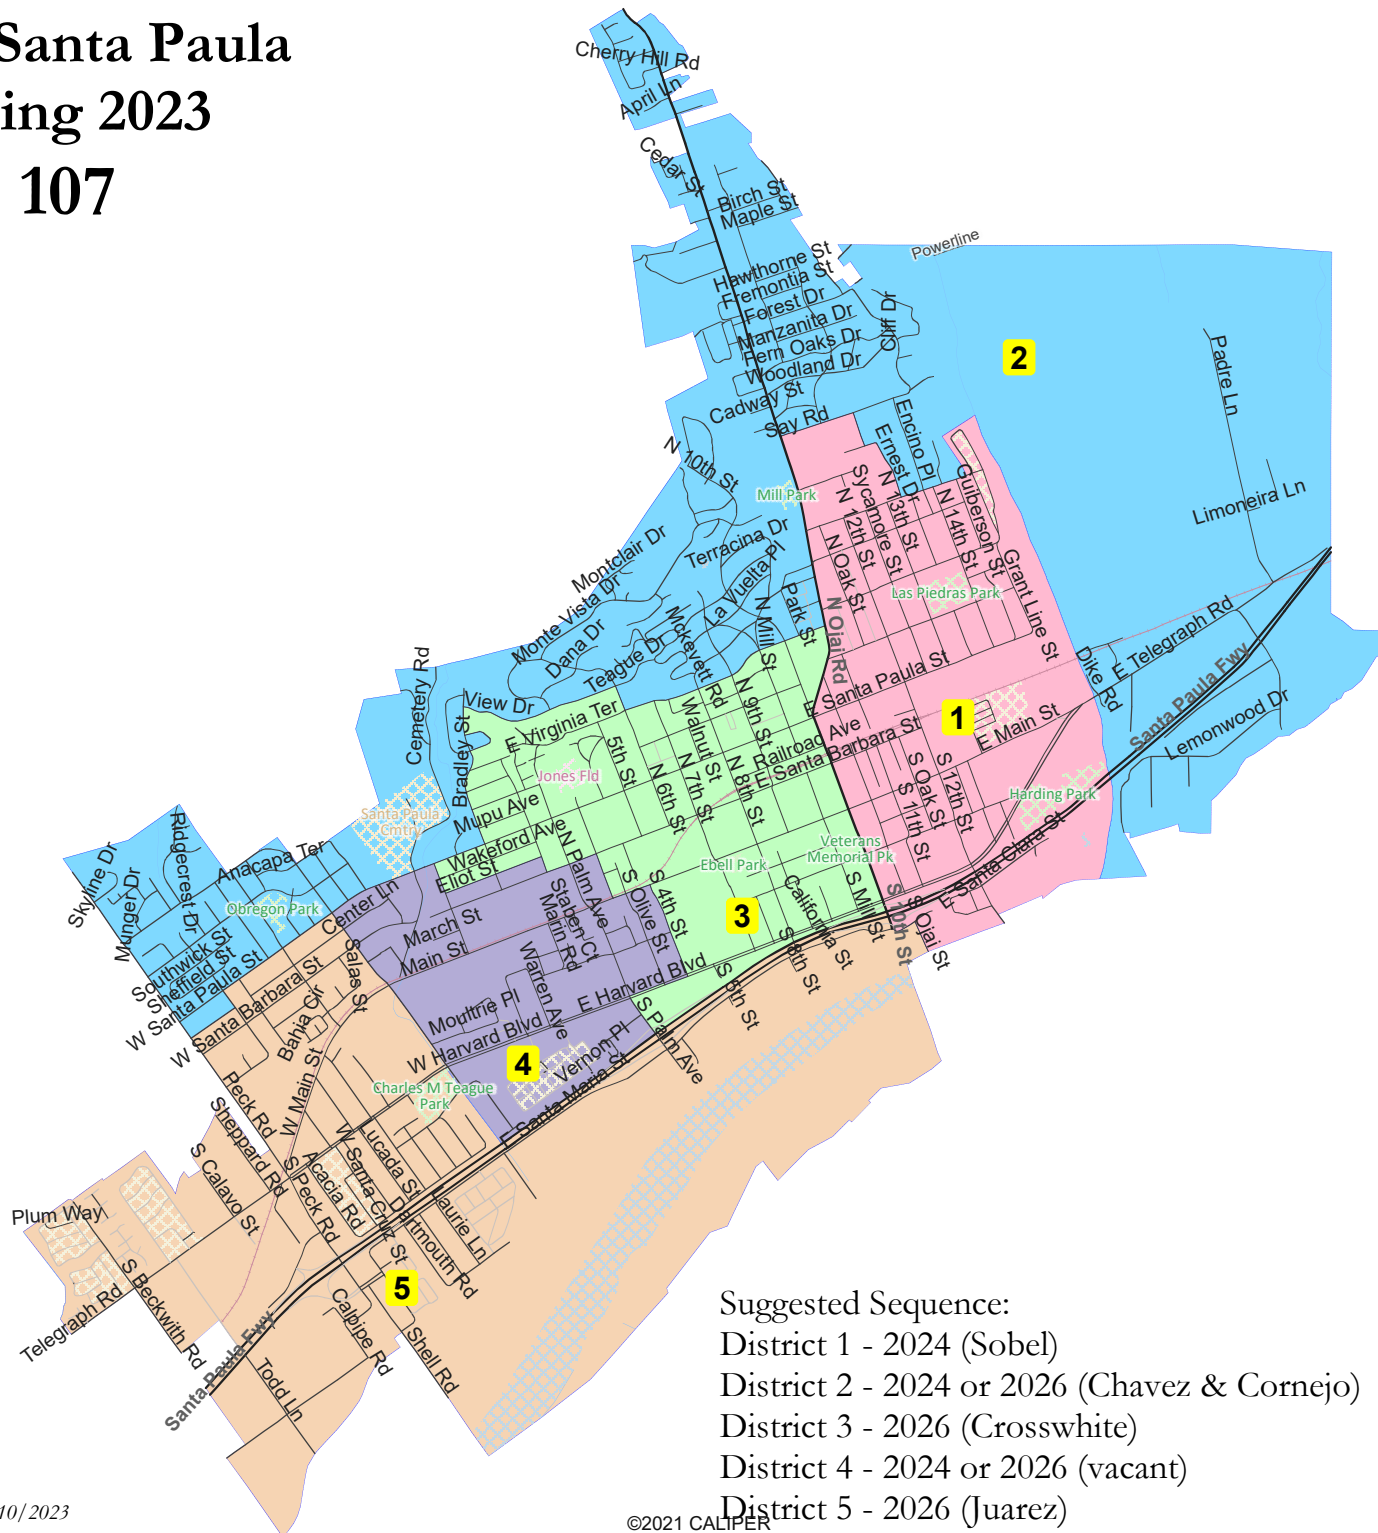 Santa Paula
ing 2023
107
Cherry Hill Rd
April Ln
Cedar St
Birch St
Maple St
Powerline
Hawthorne St
Fremontia St
Forest Dr
Cliff Dr
Manzanita Dr
Fern Oaks Dr
Woodland Dr
2
Padre Ln
Cadway St
Say Rd
Encino Pl
Ernest Dr
N 10th St
Mill Park
Sycamore St
N 12th St
N 13th St
N 14th St
Guiberson St
Limoneira Ln
Montclair Dr
Terracina Dr
La Vuelta Pl
N Oak St
Grant Line St
Monte Vista Dr
Park St
Las Piedras Park
N Mill St
N Ojai Rd
Mckevett Rd
Dana Dr
Teague Dr
E Telegraph Rd
Dike Rd
Santa Paula Fwy
Lemonwood Dr
Cemetery Rd
View Dr
E Virginia Ter
E Santa Paula St
N 9th St
Walnut St
Bradley St
5th St
Railroad Ave
E Santa Barbara St
1
E Main St
Jones Fld
N 6th St
N 7th St
N 8th St
S Oak St
S 12th St
S 11th St
Harding Park
Mupu Ave
Wakeford Ave
Eliot St
N Palm Ave
Santa Paula Cmtry
Skyline Dr
Munger Dr
Ridgecrest Dr
Anacapa Ter
Obregon Park
Center Ln
Veterans
Memorial Pk
Ebell Park
E Santa Clara St
3
S 4th St
S Olive St
Staben Ct
Marin Rd
March St
Main St
California St
S Mill St
S 10th St
S Ojai St
S 8th St
Southwick St
Sheffield St
W Santa Paula St
W Santa Barbara St
Salas St
Bahia Cir
Warren Ave
E Harvard Blvd
S 5th St
Moultrie Pl
W Harvard Blvd
S Palm Ave
4
Vernon Pl
E Santa Maria St
Charles M Teague
Park
Peck Rd
W Main St
Sheppard Rd
S Calavo St
S Peck Rd
Acacia Rd
W Santa Cruz St
Lucada St
Dartmouth Rd
Laurie Ln
Plum Way
S Beckwith Rd
Telegraph Rd
5
Calpipe Rd
Shell Rd
Santa Paula Fwy
Todd Ln
Suggested Sequence:
District 1 - 2024 (Sobel)
District 2 - 2024 or 2026 (Chavez & Cornejo)
District 3 - 2026 (Crosswhite)
District 4 - 2024 or 2026 (vacant)
District 5 - 2026 (Juarez)
10/2023
©2021 CALIPER